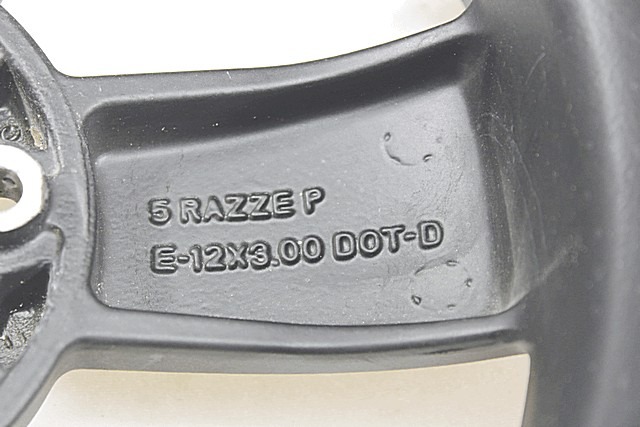 5 RAZZE P
E-12X3.00 DOT-D